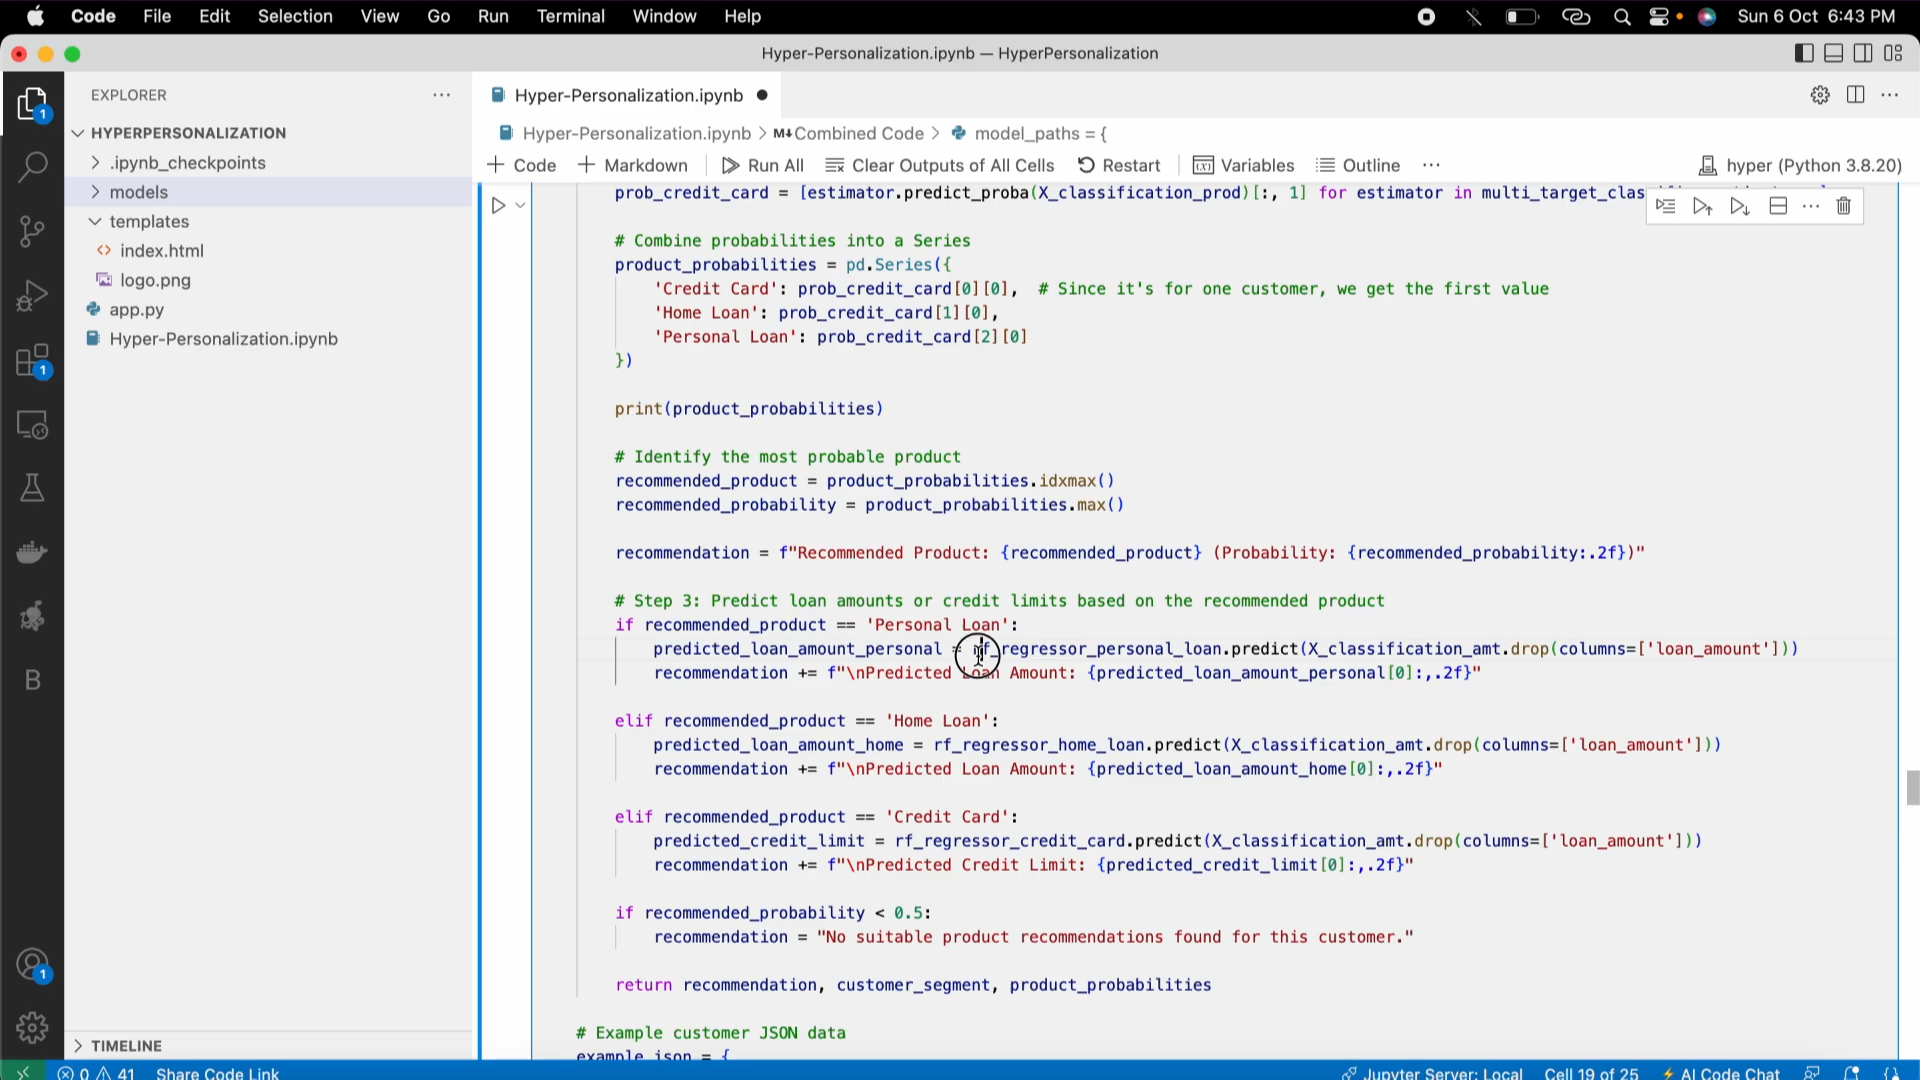 Code File Edit Selection View Go Run Terminal Window Help Sun 6 Oct 6:43 PM
Hyper-Personalization.ipynb — HyperPersonalization
EXPLORER
Hyper-Personalization.ipynb
HYPERPERSONALIZATION
Hyper-Personalization.ipynb > M↓Combined Code > model_paths = {
.ipynb_checkpoints
+ Code + Markdown Run All Clear Outputs of All Cells Restart Variables Outline ... hyper (Python 3.8.20)
models
templates
index.html
logo.png
app.py
Hyper-Personalization.ipynb
1
1
B
1
TIMELINE
prob_credit_card = [estimator.predict_proba(X_classification_prod)[:, 1] for estimator in multi_target_clas
# Combine probabilities into a Series
product_probabilities = pd.Series({
'Credit Card': prob_credit_card[0][0], # Since it's for one customer, we get the first value
'Home Loan': prob_credit_card[1][0],
'Personal Loan': prob_credit_card[2][0]
})
print(product_probabilities)
# Identify the most probable product
recommended_product = product_probabilities.idxmax()
recommended_probability = product_probabilities.max()
recommendation = f"Recommended Product: {recommended_product} (Probability: {recommended_probability:.2f})"
# Step 3: Predict loan amounts or credit limits based on the recommended product
if recommended_product == 'Personal Loan':
predicted_loan_amount_personal = rf_regressor_personal_loan.predict(X_classification_amt.drop(columns=['loan_amount']))
recommendation += f"\nPredicted Loan Amount: {predicted_loan_amount_personal[0]:,.2f}"
elif recommended_product == 'Home Loan':
predicted_loan_amount_home = rf_regressor_home_loan.predict(X_classification_amt.drop(columns=['loan_amount']))
recommendation += f"\nPredicted Loan Amount: {predicted_loan_amount_home[0]:,.2f}"
elif recommended_product == 'Credit Card':
predicted_credit_limit = rf_regressor_credit_card.predict(X_classification_amt.drop(columns=['loan_amount']))
recommendation += f"\nPredicted Credit Limit: {predicted_credit_limit[0]:,.2f}"
if recommended_probability < 0.5:
recommendation = "No suitable product recommendations found for this customer."
return recommendation, customer_segment, product_probabilities
# Example customer JSON data
example_json = {
0 41 Share Code Link Jupyter Server: Local Cell 19 of 25 AI Code Chat